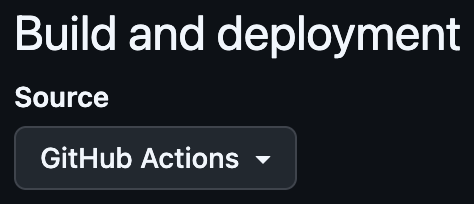 Build and deployment
Source
GitHub Actions